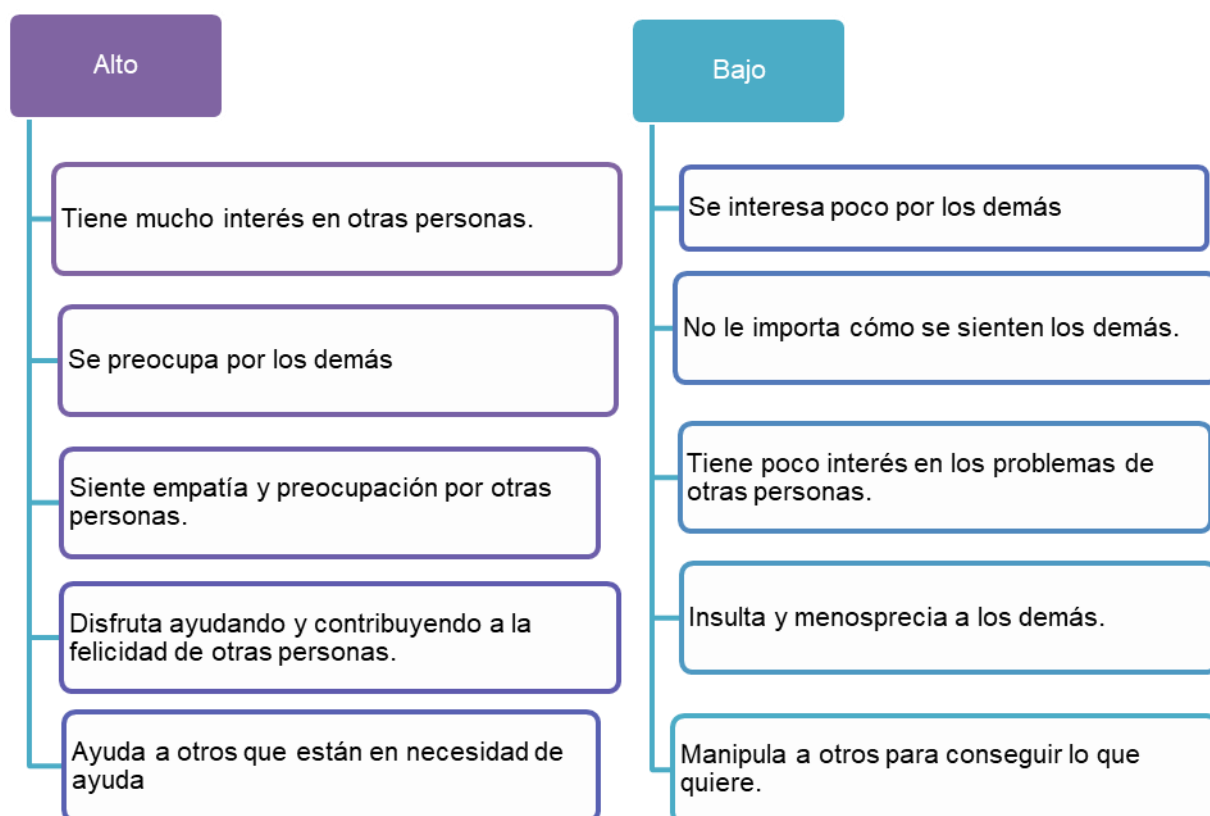 Alto
Tiene mucho interés en otras personas.
Se preocupa por los demás
Siente empatía y preocupación por otras
personas.
Disfruta ayudando y contribuyendo a la
felicidad de otras personas.
Ayuda a otros que están en necesidad de
ayuda
Bajo
Se interesa poco por los demás
No le importa cómo se sienten los demás.
Tiene poco interés en los problemas de
otras personas.
Insulta y menosprecia a los demás.
Manipula a otros para conseguir lo que
quiere.